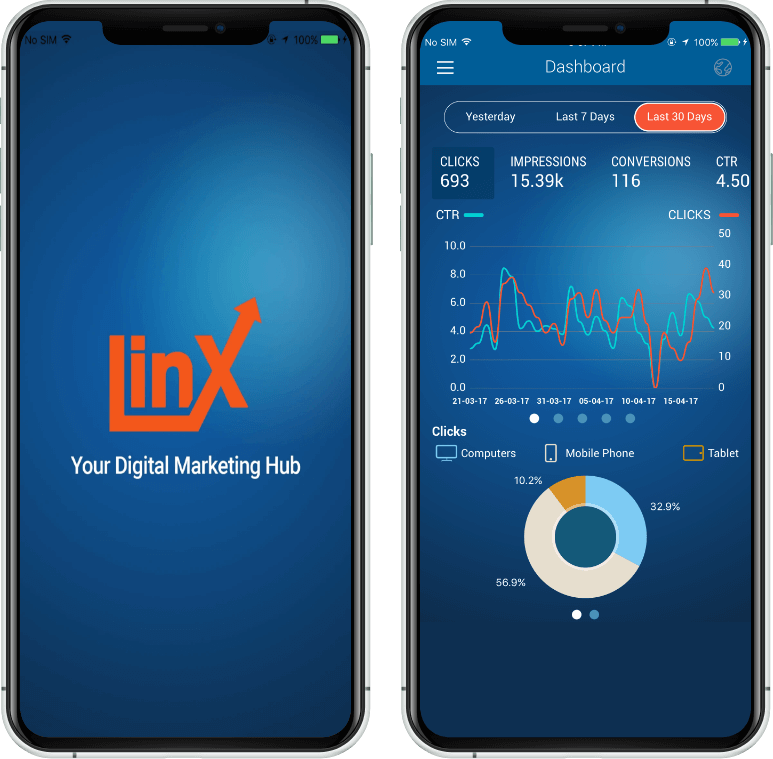 No SIM 100%
LinX
Your Digital Marketing Hub
No SIM 100%
Dashboard
Yesterday Last 7 Days Last 30 Days
CLICKS IMPRESSIONS CONVERSIONS CTR
693 15.39k 116 4.50
CTR CLICKS
50
10.0
40
8.0
30
6.0
20
4.0
10
2.0
0.0 0
21-03-17 26-03-17 31-03-17 05-04-17 10-04-17 15-04-17
Clicks
Computers Mobile Phone Tablet
10.2%
32.9%
56.9%